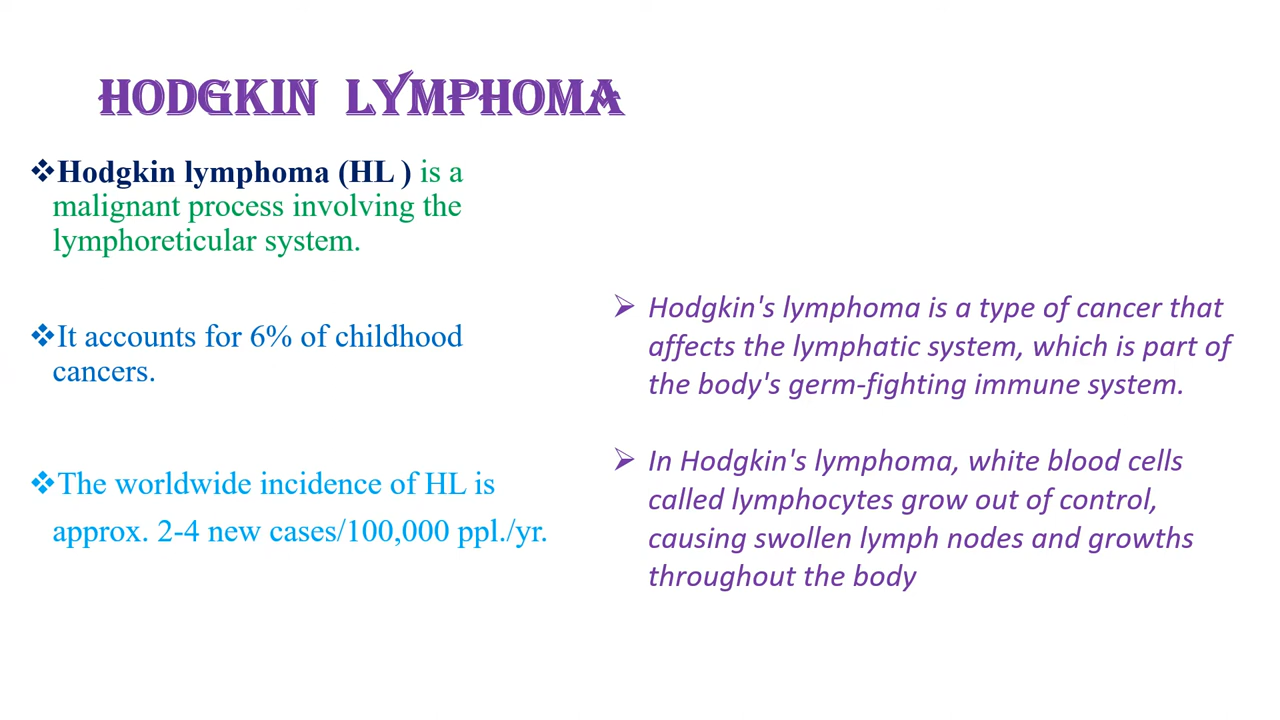 HODGKIN LYMPHOMA
❖Hodgkin lymphoma (HL ) is a
malignant process involving the
lymphoreticular system.
❖It accounts for 6% of childhood
cancers.
❖The worldwide incidence of HL is
approx. 2-4 new cases/100,000 ppl./yr.
➢ Hodgkin's lymphoma is a type of cancer that
affects the lymphatic system, which is part of
the body's germ-fighting immune system.
➢ In Hodgkin's lymphoma, white blood cells
called lymphocytes grow out of control,
causing swollen lymph nodes and growths
throughout the body